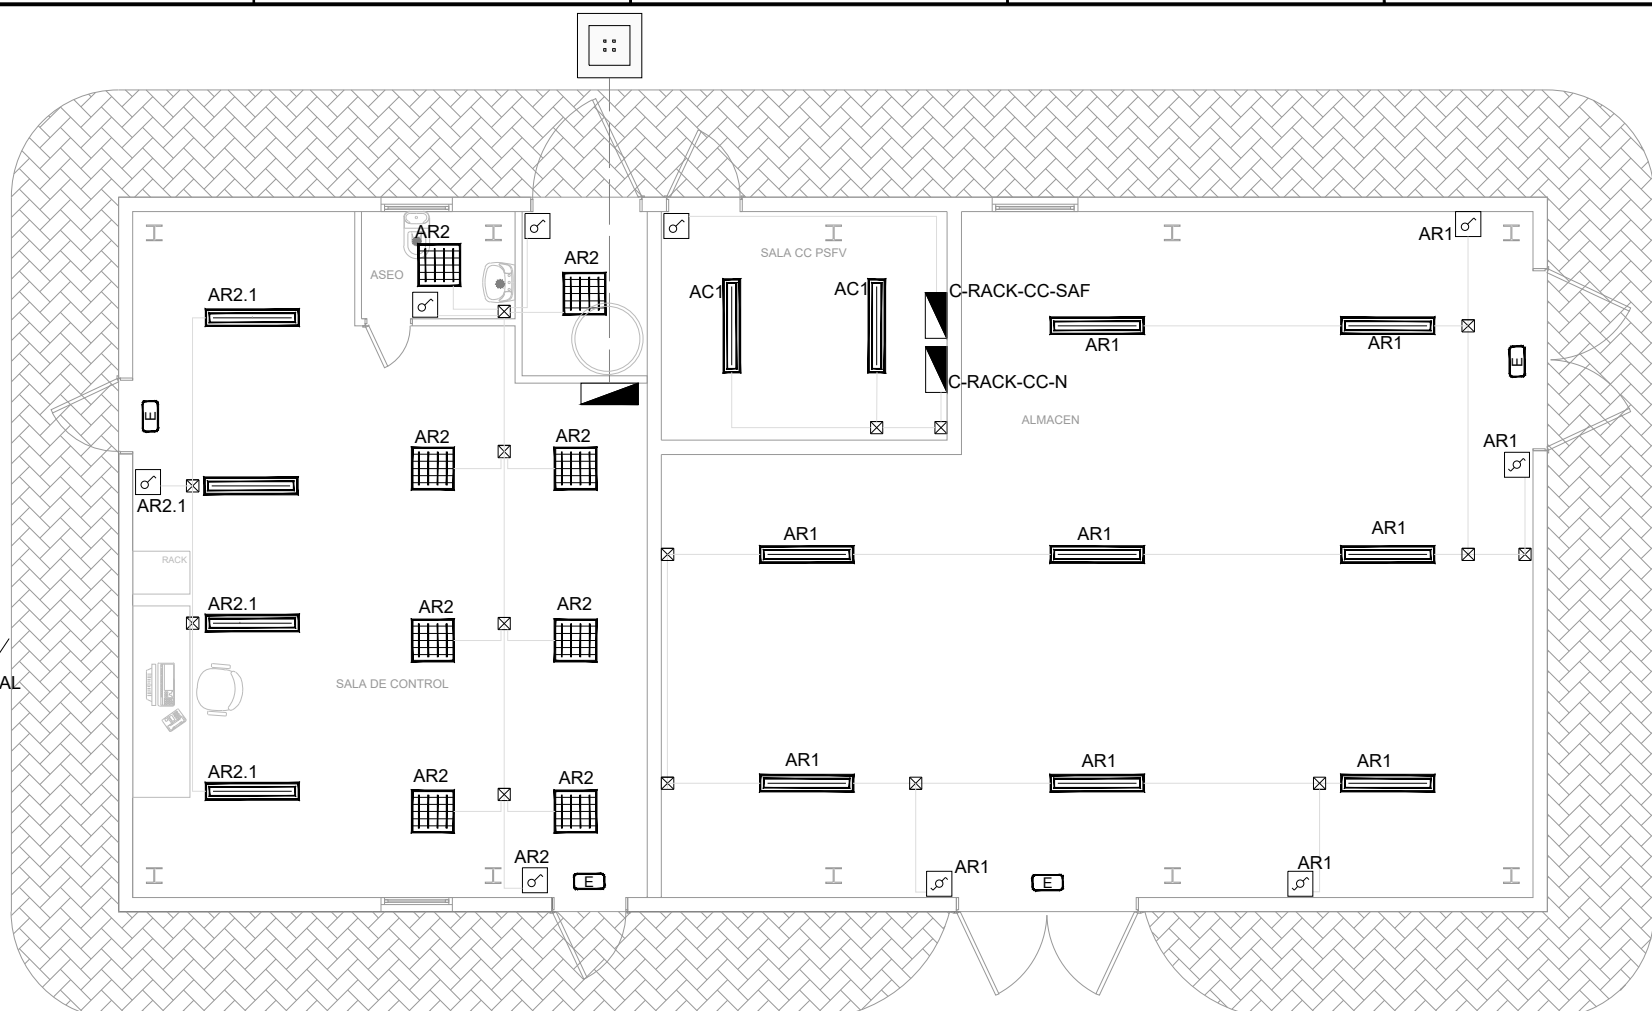 AR1
AR2
SALA CC PSFV
AR2
ASEO
AC1
AC1
C-RACK-CC-SAF
AR2.1
AR1
AR1
E
C-RACK-CC-N
E
ALMACEN
AR2
AR2
AR1
AR2.1
AR1
AR1
AR1
RACK
AR2.1
AR2
AR2
AL
SALA DE CONTROL
AR1
AR1
AR1
AR2.1
AR2
AR2
AR2
AR1
AR1
E
E